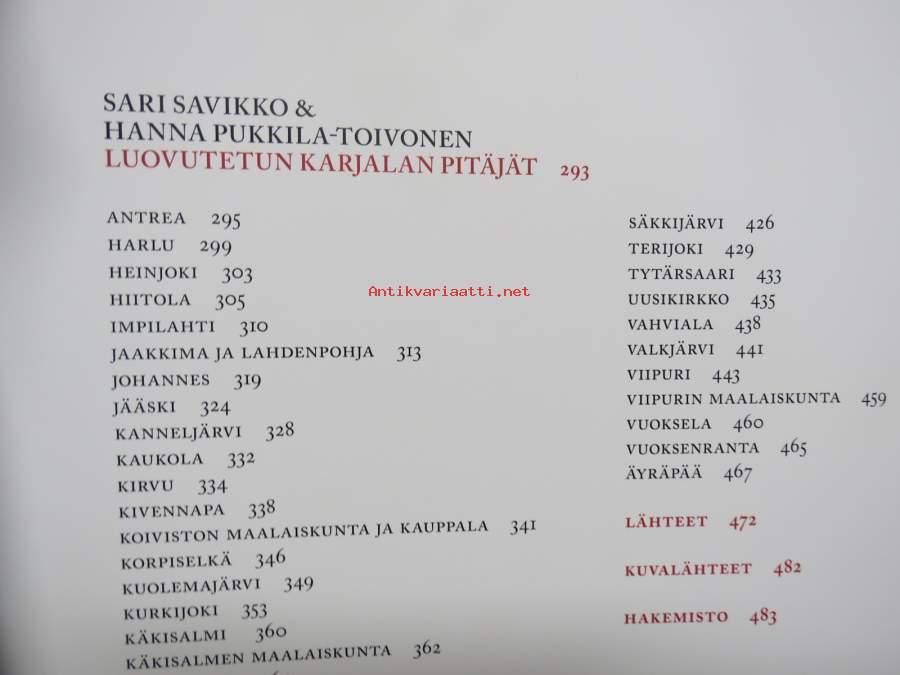 SARI SAVIKKO &
HANNA PUKKILA-TOIVONEN
LUOVUTETUN KARJALAN PITÄJÄT 293
ANTREA 295
HARLU 299
HEINJOKI 303
HIITOLA 305
IMPILAHTI 310
JAAKKIMA JA LAHDENPOHJA 313
JOHANNES 319
JÄÄSKI 324
KANNELJÄRVI 328
KAUKOLA 332
KIRVU 334
KIVENNAPA 338
KOIVISTON MAALAISKUNTA JA KAUPPALA 341
KORPISELKÄ 346
KUOLEMAJÄRVI 349
KURKIJOKI 353
KÄKISALMI 360
KÄKISALMEN MAALAISKUNTA 362
SÄKKIJÄRVI 426
TERIJOKI 429
TYTÄRSAARI 433
UUSIKIRKKO 435
VAHVIALA 438
VALKJÄRVI 441
VIIPURI 443
VIIPURIN MAALAISKUNTA 459
VUOKSELA 460
VUOKSENRANTA 465
ÄYRÄPÄÄ 467
LÄHTEET 472
KUVALÄHTEET 482
HAKEMISTO 483
Antikvariaatti.net